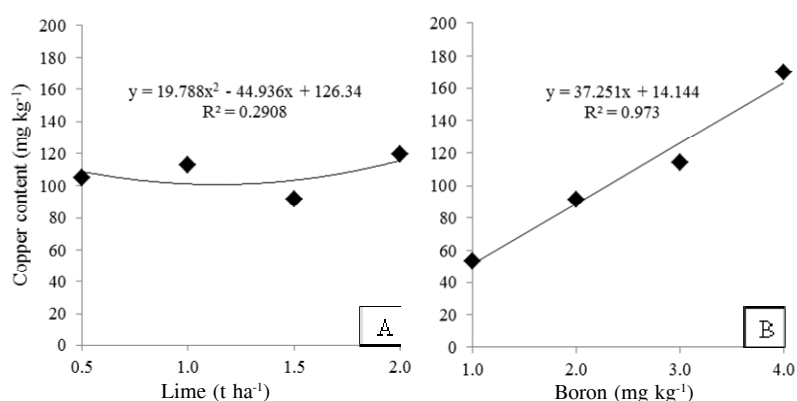 Copper content (mg kg⁻¹)
200
180
160
140
120
100
80
60
40
20
0
y = 19.788x² - 44.936x + 126.34
R² = 0.2908
A
0.5 1.0 1.5 2.0
Lime (t ha⁻¹)
200
180
160
140
120
100
80
60
40
20
0
y = 37.251x + 14.144
R² = 0.973
B
1.0 2.0 3.0 4.0
Boron (mg kg⁻¹)